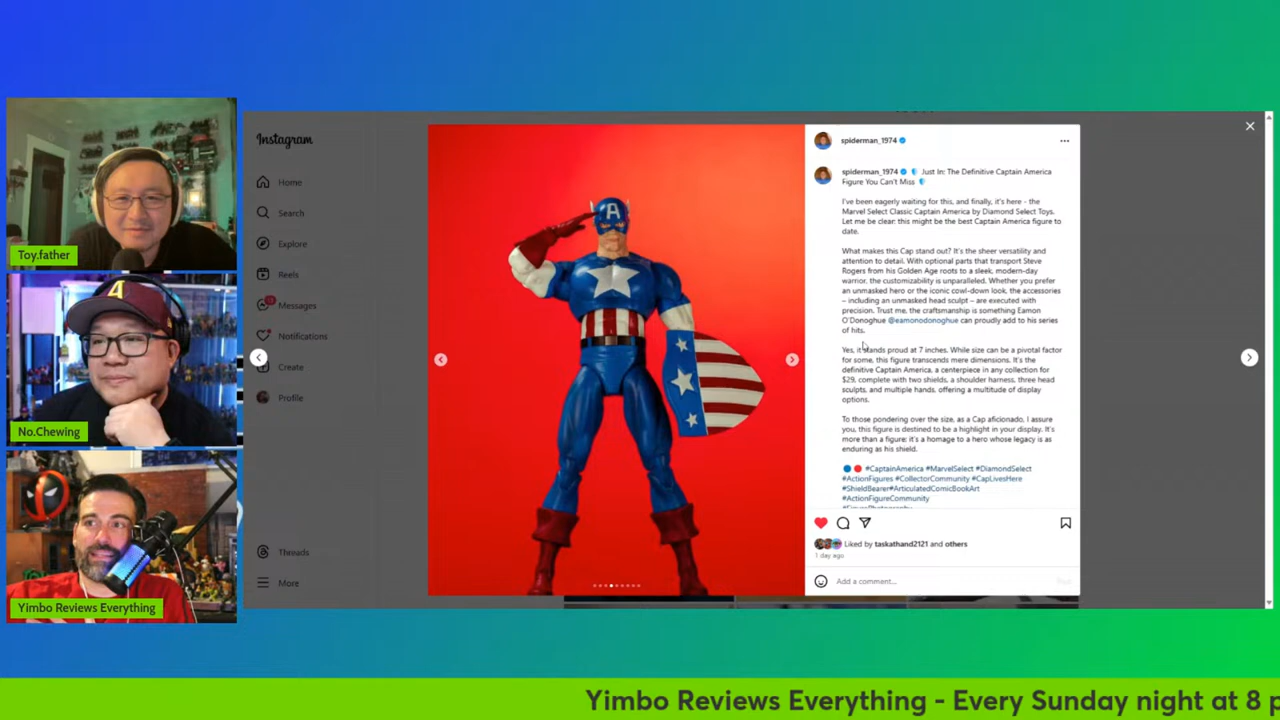 Toy.father
No.Chewing
Yimbo Reviews Everything
Instagram
Home
Search
Explore
Reels
Messages
Notifications
Create
Profile
Threads
More
A
A
spiderman_1974
spiderman_1974 Just In: The Definitive Captain America
Figure You Can't Miss
I've been eagerly waiting for this, and finally, it's here - the
Marvel Select Classic Captain America by Diamond Select Toys.
Let me be clear: this might be the best Captain America figure to
date.
What makes this Cap stand out? It's the sheer versatility and
attention to detail. With optional parts that transport Steve
Rogers from his Golden Age roots to a sleek, modern-day
warrior, the customizability is unparalleled. Whether you prefer
an unmasked hero or the iconic cowl-down look, the accessories
– including an unmasked head sculpt – are executed with
precision. Trust me, the craftsmanship is something Eamon
O'Donoghue @eamonodonoghue can proudly add to his series
of hits.
Yes, it stands proud at 7 inches. While size can be a pivotal factor
for some, this figure transcends mere dimensions. It's the
definitive Captain America, a centerpiece in any collection for
$29, complete with two shields, a shoulder harness, three head
sculpts, and multiple hands, offering a multitude of display
options.
To those pondering over the size, as a Cap aficionado, I assure
you, this figure is destined to be a highlight in your display. It's
more than a figure; it's a homage to a hero whose legacy is as
enduring as his shield.
#CaptainAmerica #MarvelSelect #DiamondSelect
#ActionFigures #CollectorCommunity #CapLivesHere
#ShieldBearer#ArticulatedComicBookArt
#ActionFigureCommunity
Liked by taskathand2121 and others
1 day ago
Add a comment...
Yimbo Reviews Everything - Every Sunday night at 8 p